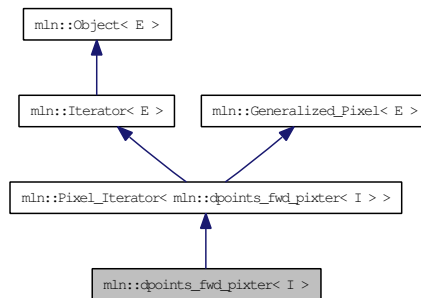 mln::Object< E >
mln::Iterator< E >
mln::Generalized_Pixel< E >
mln::Pixel_Iterator< mln::dpoints_fwd_pixter< I > >
mln::dpoints_fwd_pixter< I >